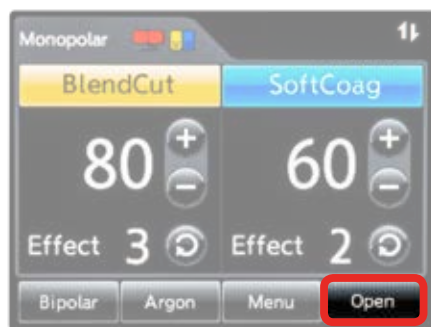 Monopolar
BlendCut SoftCoag
80 60
Effect 3 Effect 2
Bipolar Argon Menu Open